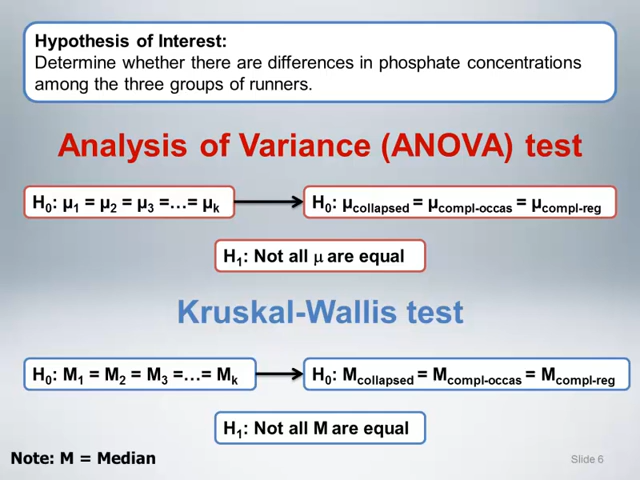 Hypothesis of Interest:
Determine whether there are differences in phosphate concentrations
among the three groups of runners.
Analysis of Variance (ANOVA) test
H₀: μ₁ = μ₂ = μ₃ =…= μₖ
H₀: μcollapsed = μcompl-occas = μcompl-reg
H₁: Not all μ are equal
Kruskal-Wallis test
H₀: M₁ = M₂ = M₃ =…= Mₖ
H₀: Mcollapsed = Mcompl-occas = Mcompl-reg
H₁: Not all M are equal
Note: M = Median
Slide 6